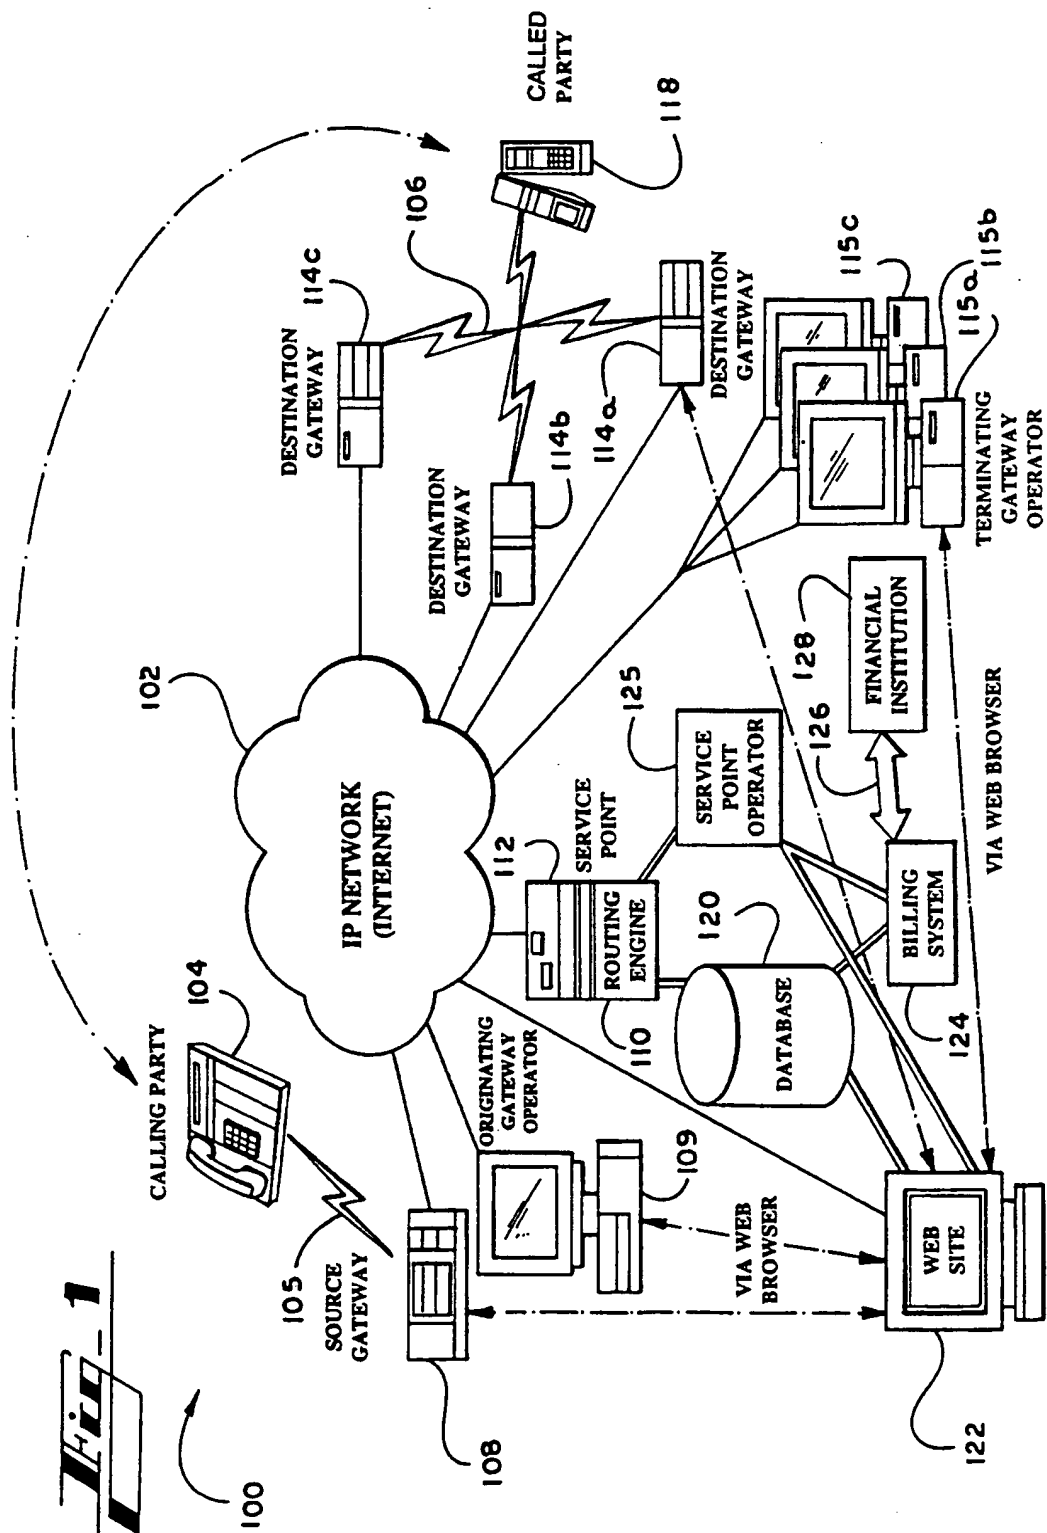 Fig_1
100
CALLING PARTY
104
105
SOURCE
GATEWAY
108
102
IP NETWORK
(INTERNET)
ORIGINATING
GATEWAY
OPERATOR
109
DESTINATION
GATEWAY
114c
106
CALLED
PARTY
118
DESTINATION
GATEWAY
114b
114a
DESTINATION
GATEWAY
112
SERVICE
POINT
ROUTING
ENGINE
110
125
SERVICE
POINT
OPERATOR
120
DATABASE
115c
115a
115b
TERMINATING
GATEWAY
OPERATOR
128
FINANCIAL
INSTITUTION
126
BILLING
SYSTEM
124
VIA WEB
BROWSER
VIA WEB BROWSER
WEB
SITE
122